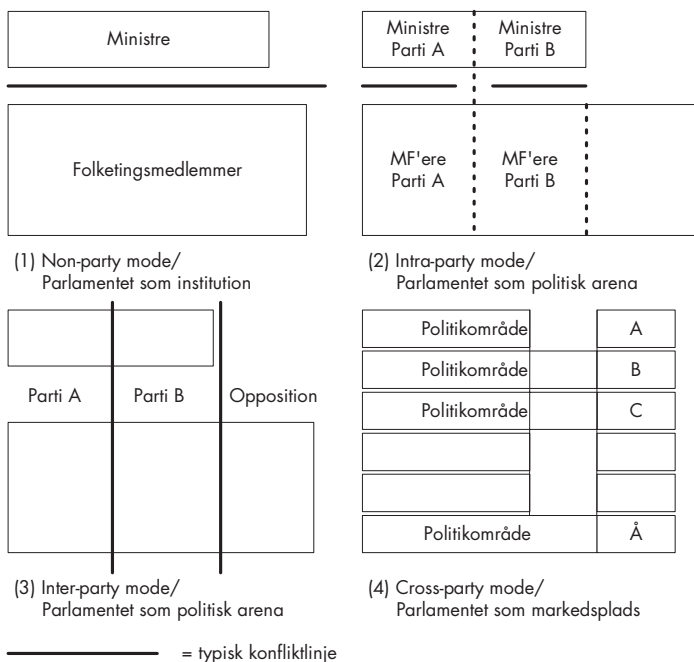 Ministre
Folketingsmedlemmer
(1) Non-party mode/
Parlamentet som institution
Ministre Parti A
Ministre Parti B
MF'ere Parti A
MF'ere Parti B
(2) Intra-party mode/
Parlamentet som politisk arena
Parti A Parti B Opposition
(3) Inter-party mode/
Parlamentet som politisk arena
Politikområde A
Politikområde B
Politikområde C
Politikområde Å
(4) Cross-party mode/
Parlamentet som markedsplads
= typisk konfliktlinje